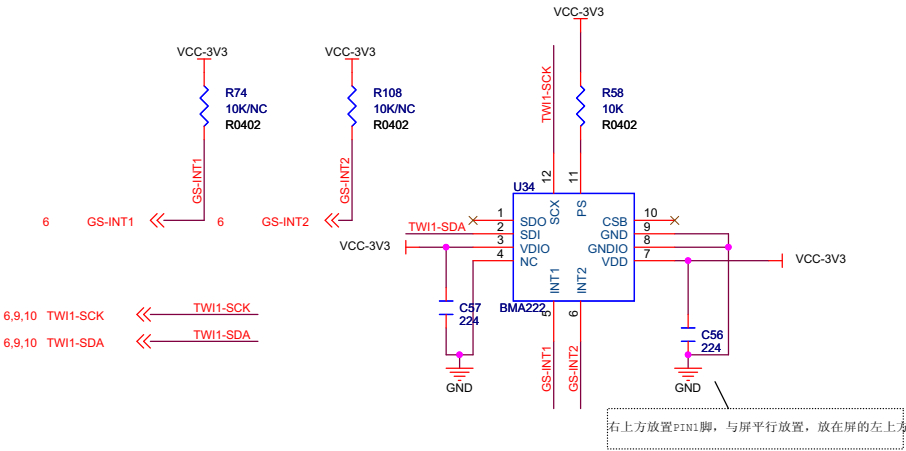 VCC-3V3
VCC-3V3
VCC-3V3
R74
10K/NC
R0402
R108
10K/NC
R0402
TWI1-SCK
R58
10K
R0402
GS-INT1
GS-INT2
12
11
U34
SCX
PS
6 GS-INT1
6 GS-INT2
TWI1-SDA
1 SDO
2 SDI
3 VDIO
4 NC
CSB 10
GND 9
GNDIO 8
VDD 7
VCC-3V3
VCC-3V3
INT1
INT2
BMA222
5
6
C57
224
C56
224
GND
GND
GS-INT1
GS-INT2
6,9,10 TWI1-SCK
TWI1-SCK
6,9,10 TWI1-SDA
TWI1-SDA
右上方放置PIN1脚，与屏平行放置，放在屏的左上方